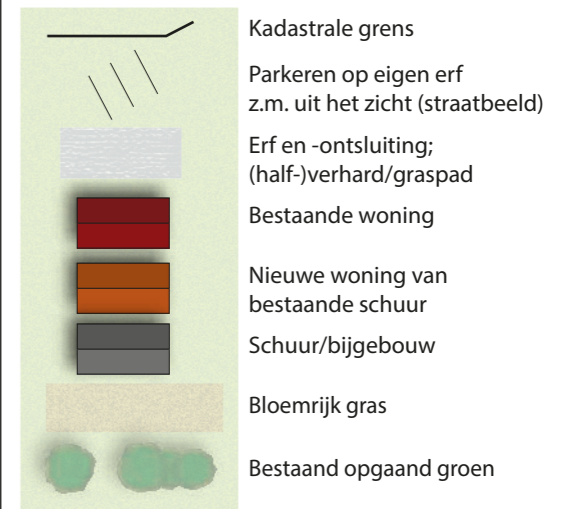 Kadastrale grens
Parkeren op eigen erf
z.m. uit het zicht (straatbeeld)
Erf en -ontsluiting;
(half-)verhard/graspad
Bestaande woning
Nieuwe woning van
bestaande schuur
Schuur/bijgebouw
Bloemrijk gras
Bestaand opgaand groen